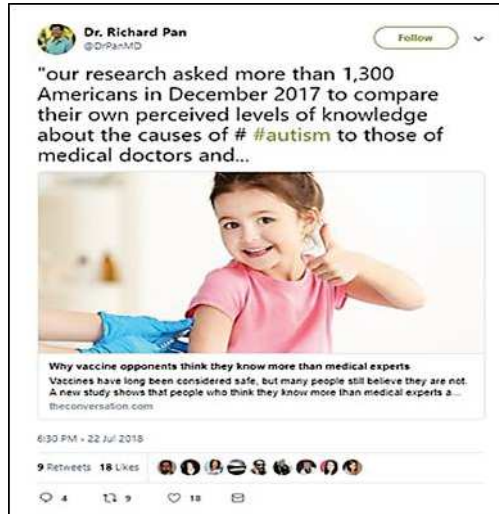 Dr. Richard Pan
@DrPanMD
Follow
"our research asked more than 1,300
Americans in December 2017 to compare
their own perceived levels of knowledge
about the causes of # #autism to those of
medical doctors and...
Why vaccine opponents think they know more than medical experts
Vaccines have long been considered safe, but many people still believe they are not.
A new study shows that people who think they know more than medical experts a...
theconversation.com
6:30 PM - 22 Jul 2018
9 Retweets 18 Likes
4 9 18